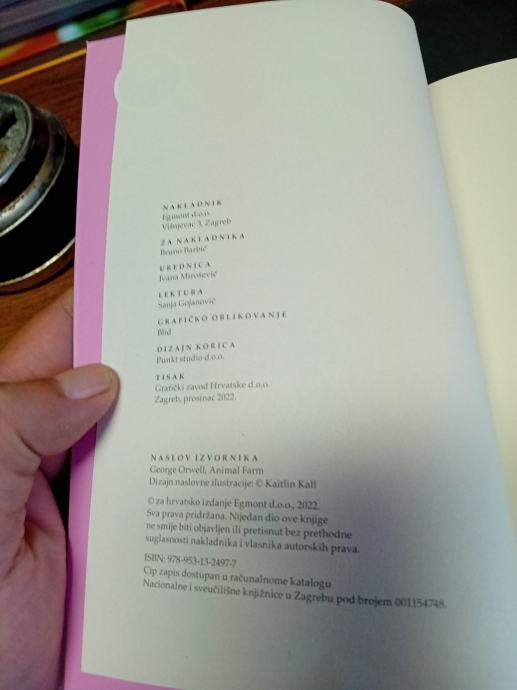 NAKLADNIK
Egmont d.o.o.
Višnjevac 3, Zagreb
ZA NAKLADNIKA
Bruno Barbić
UREDNICA
Ivana Mirošević
LEKTURA
Sanja Gojanović
GRAFIČKO OBLIKOVANJE
Blid
DIZAJN KORICA
Punkt studio d.o.o.
TISAK
Grafički zavod Hrvatske d.o.o.
Zagreb, prosinac 2022.
NASLOV IZVORNIKA
George Orwell, Animal Farm
Dizajn naslovne ilustracije: © Kaitlin Kall
© za hrvatsko izdanje Egmont d.o.o., 2022.
Sva prava pridržana. Nijedan dio ove knjige
ne smije biti objavljen ili pretisnut bez prethodne
suglasnosti nakladnika i vlasnika autorskih prava.
ISBN: 978-953-13-2497-7
Cip zapis dostupan u računalnome katalogu
Nacionalne i sveučilišne knjižnice u Zagrebu pod brojem 001154748.